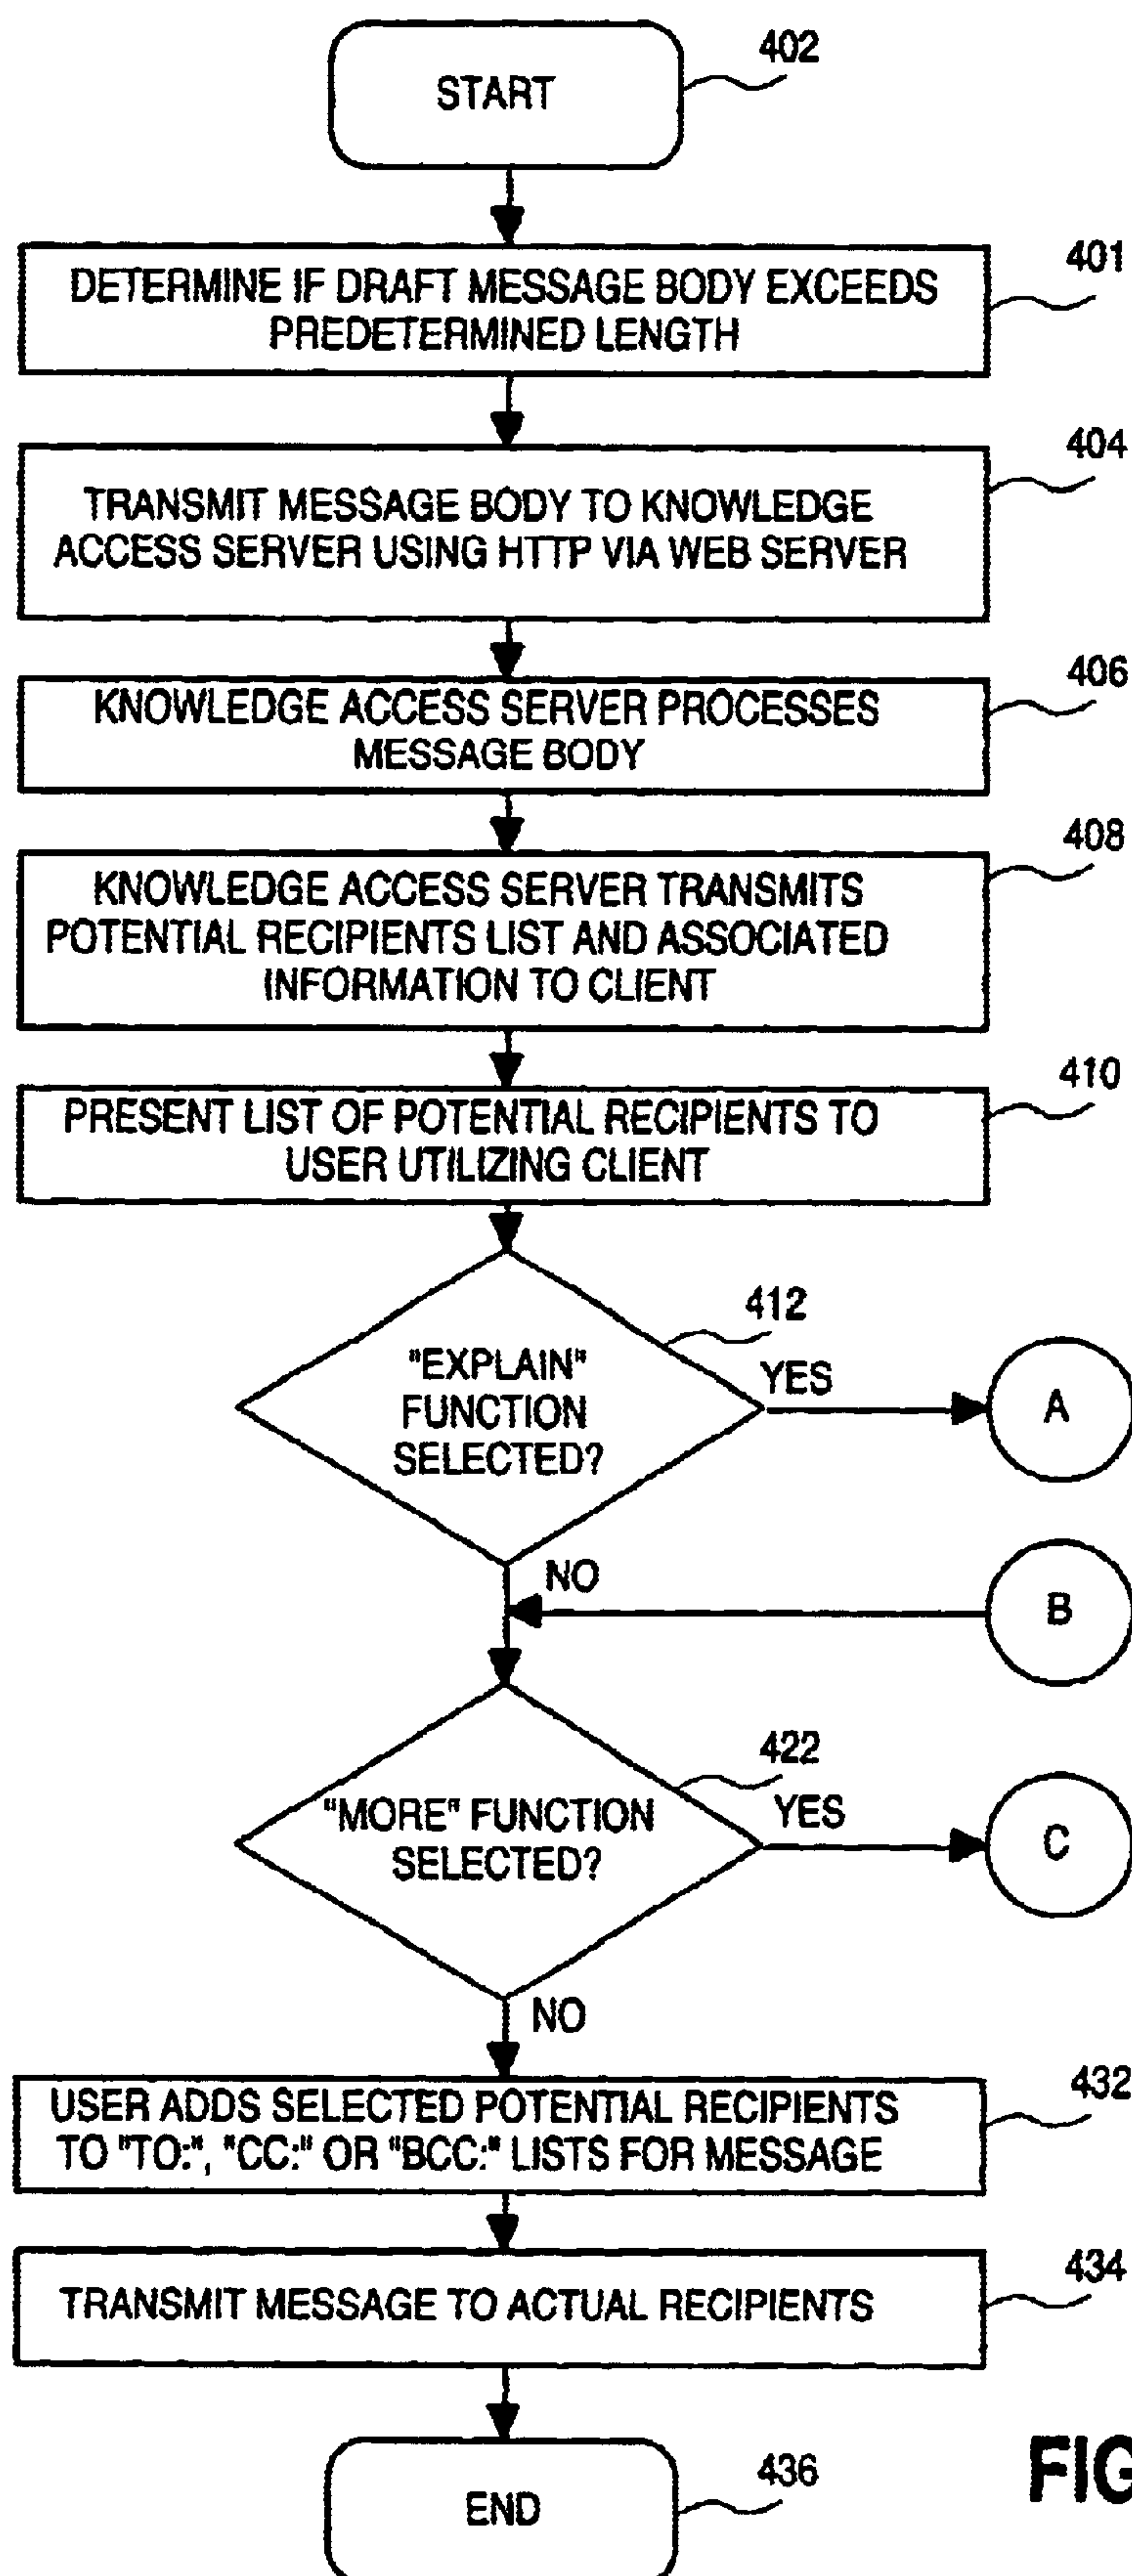 START
402
DETERMINE IF DRAFT MESSAGE BODY EXCEEDS
PREDETERMINED LENGTH
401
TRANSMIT MESSAGE BODY TO KNOWLEDGE
ACCESS SERVER USING HTTP VIA WEB SERVER
404
KNOWLEDGE ACCESS SERVER PROCESSES
MESSAGE BODY
406
KNOWLEDGE ACCESS SERVER TRANSMITS
POTENTIAL RECIPIENTS LIST AND ASSOCIATED
INFORMATION TO CLIENT
408
PRESENT LIST OF POTENTIAL RECIPIENTS TO
USER UTILIZING CLIENT
410
"EXPLAIN"
FUNCTION
SELECTED?
412
YES
A
NO
B
"MORE" FUNCTION
SELECTED?
422
YES
C
NO
USER ADDS SELECTED POTENTIAL RECIPIENTS
TO "TO:", "CC:" OR "BCC:" LISTS FOR MESSAGE
432
TRANSMIT MESSAGE TO ACTUAL RECIPIENTS
434
END
436
FIG